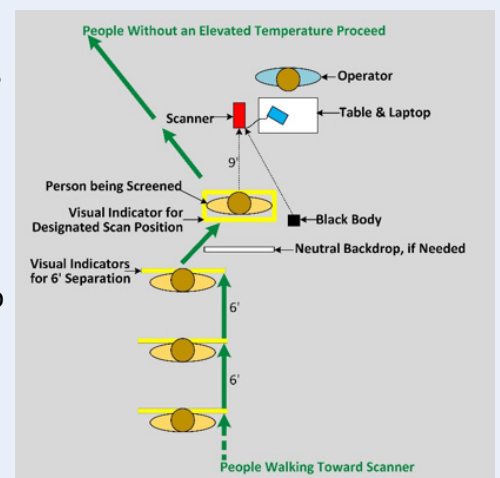 People Without an Elevated Temperature Proceed
Operator
Scanner
Table & Laptop
9'
Person being Screened
Visual Indicator for
Designated Scan Position
Black Body
Neutral Backdrop, if Needed
Visual Indicators
for 6' Separation
6'
6'
People Walking Toward Scanner